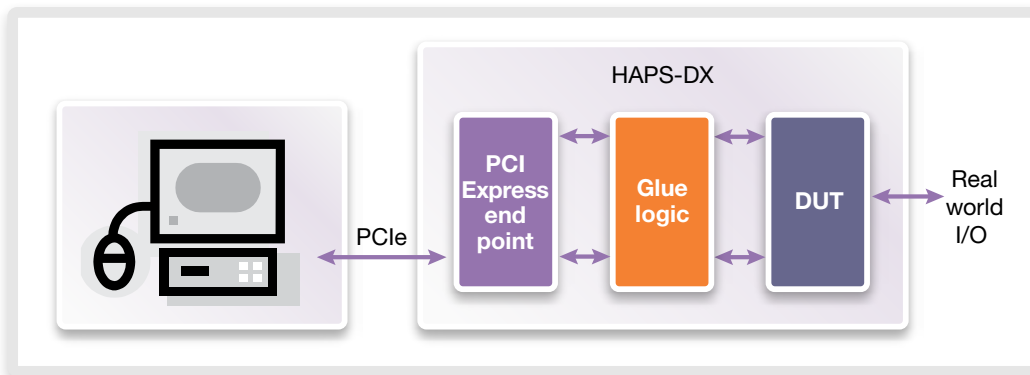 HAPS-DX
PCIe
PCI
Express
end
point
Glue
logic
DUT
Real
world
I/O